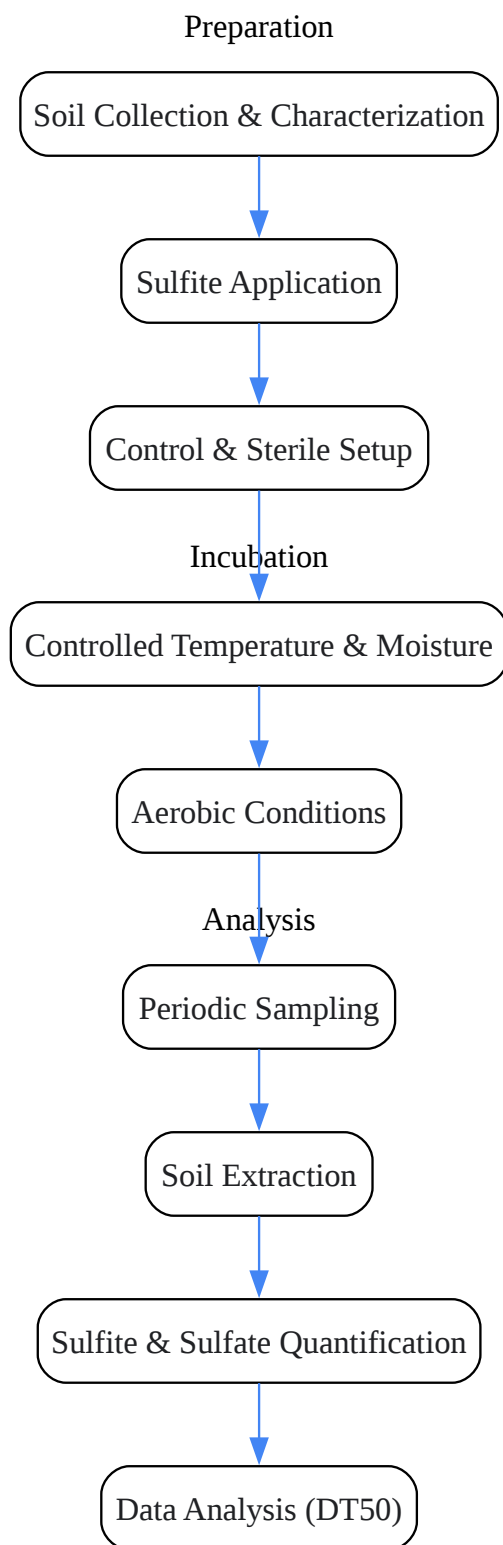 Preparation
Soil Collection & Characterization
Sulfite Application
Control & Sterile Setup
Incubation
Controlled Temperature & Moisture
Aerobic Conditions
Analysis
Periodic Sampling
Soil Extraction
Sulfite & Sulfate Quantification
Data Analysis (DT50)